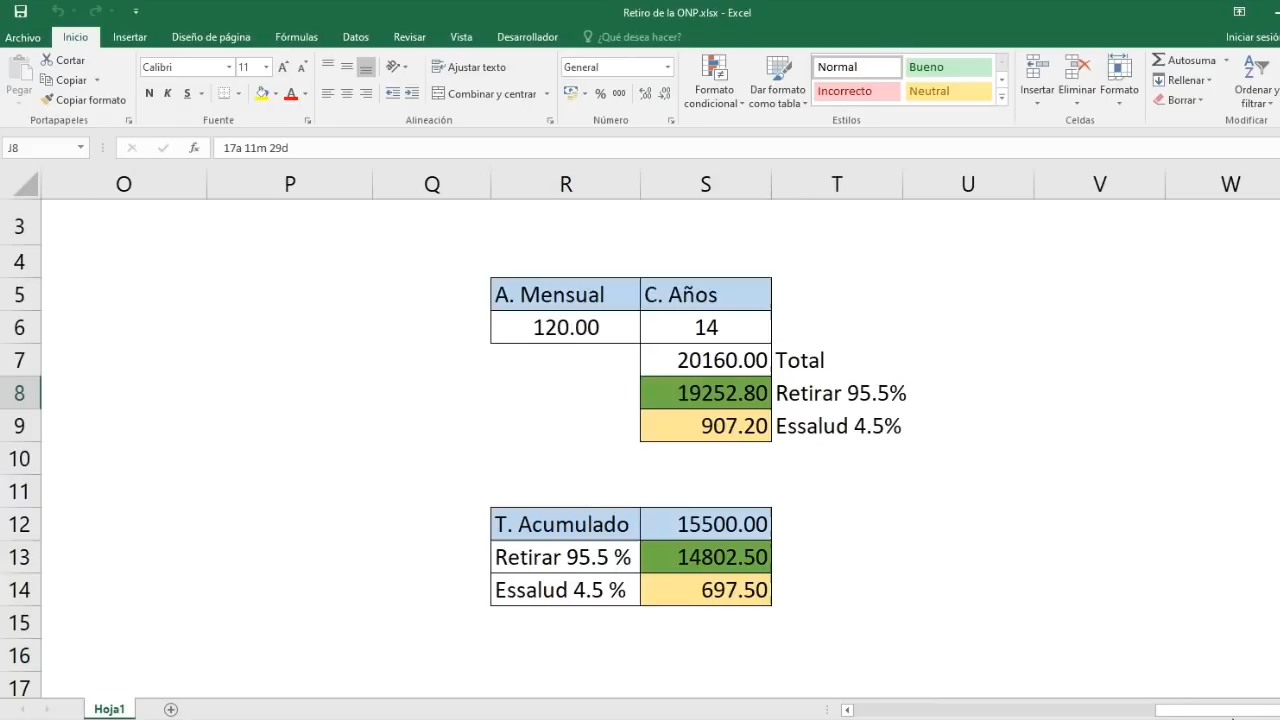 Retiro de la ONP.xlsx - Excel
Archivo Inicio Insertar Diseño de página Fórmulas Datos Revisar Vista Desarrollador ¿Qué desea hacer? Iniciar sesió
Pegar
Cortar
Copiar
Copiar formato
Portapapeles
Calibri 11
N K S
Fuente
Ajustar texto
Combinar y centrar
Alineación
General
% 000
Número
Formato condicional
Dar formato como tabla
Normal Bueno
Incorrecto Neutral
Estilos
Insertar Eliminar Formato
Celdas
Autosuma
Rellenar
Borrar
Ordenar y filtrar
Modificar
J8 fx 17a 11m 29d
O P Q R S T U V W
3
4
5 A. Mensual C. Años
6 120.00 14
7 20160.00 Total
8 19252.80 Retirar 95.5%
9 907.20 Essalud 4.5%
10
11
12 T. Acumulado 15500.00
13 Retirar 95.5 % 14802.50
14 Essalud 4.5 % 697.50
15
16
17
Hoja1